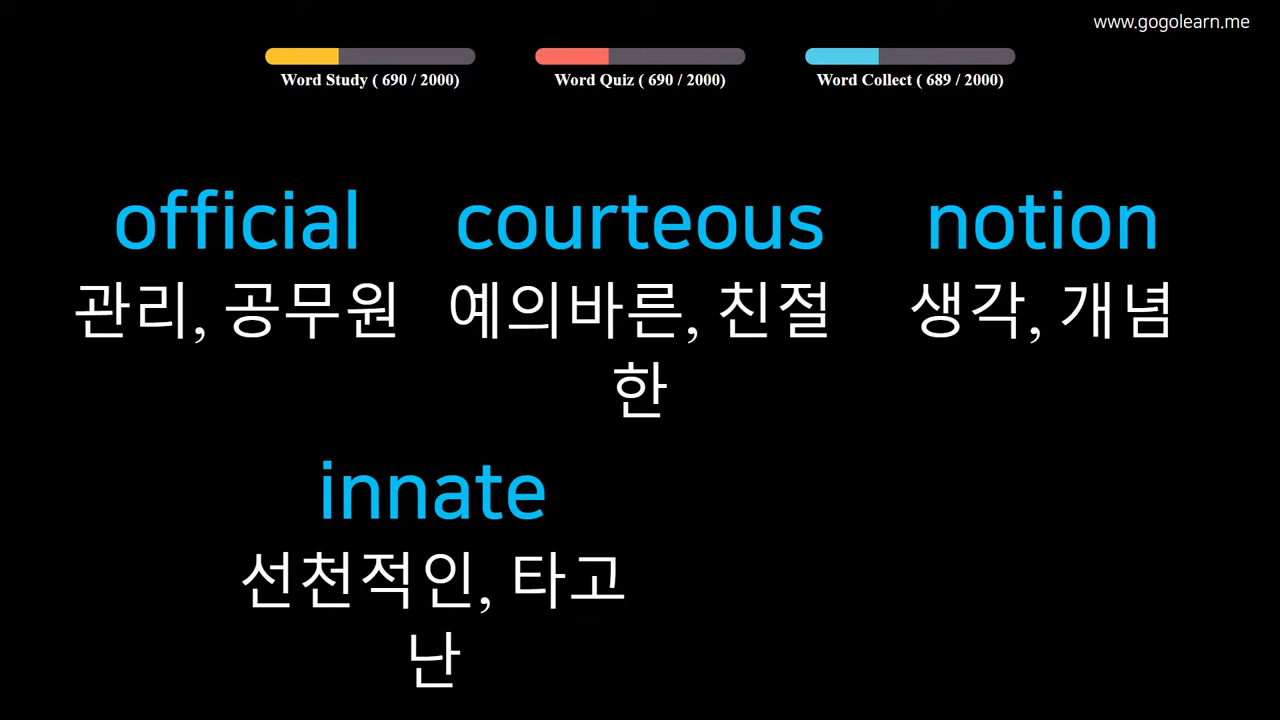 www.gogolearn.me
Word Study ( 690 / 2000) Word Quiz ( 690 / 2000) Word Collect ( 689 / 2000)
official courteous notion
관리, 공무원 예의바른, 친절 생각, 개념
한
innate
선천적인, 타고
난